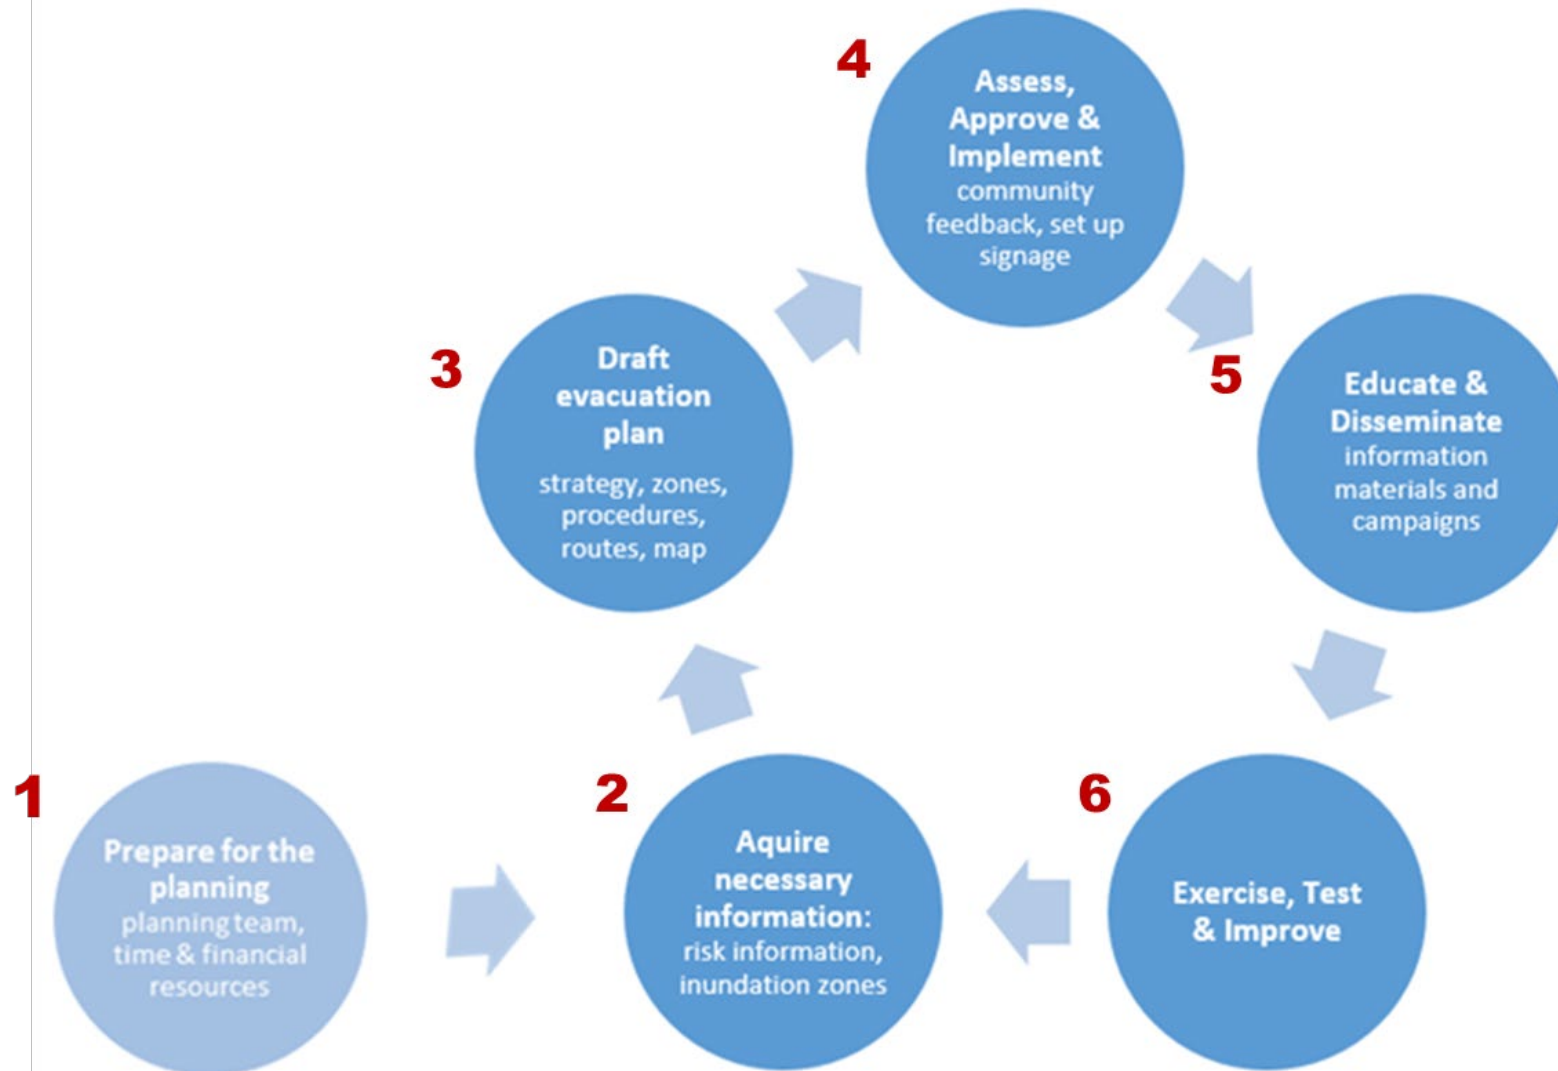 1
Prepare for the
planning
planning team,
time & financial
resources
2
Aquire
necessary
information:
risk information,
inundation zones
3
Draft
evacuation
plan
strategy, zones,
procedures,
routes, map
4
Assess,
Approve &
Implement
community
feedback, set up
signage
5
Educate &
Disseminate
information
materials and
campaigns
6
Exercise, Test
& Improve